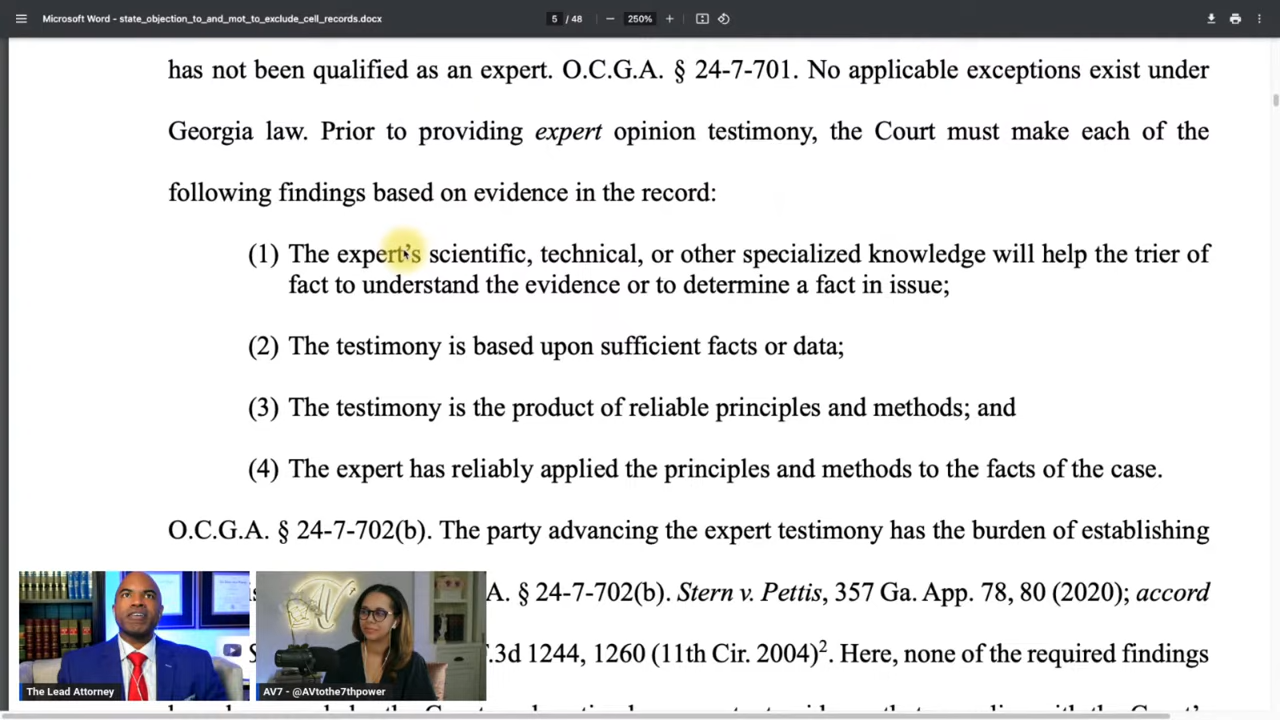 Microsoft Word - state_objection_to_and_mot_to_exclude_cell_records.docx
5 / 48
250%
has not been qualified as an expert. O.C.G.A. § 24-7-701. No applicable exceptions exist under
Georgia law. Prior to providing expert opinion testimony, the Court must make each of the
following findings based on evidence in the record:
(1) The expert's scientific, technical, or other specialized knowledge will help the trier of
fact to understand the evidence or to determine a fact in issue;
(2) The testimony is based upon sufficient facts or data;
(3) The testimony is the product of reliable principles and methods; and
(4) The expert has reliably applied the principles and methods to the facts of the case.
O.C.G.A. § 24-7-702(b). The party advancing the expert testimony has the burden of establishing
A. § 24-7-702(b). Stern v. Pettis, 357 Ga. App. 78, 80 (2020); accord
.3d 1244, 1260 (11th Cir. 2004)2. Here, none of the required findings
The Lead Attorney
AV7 - @AVtothe7thpower